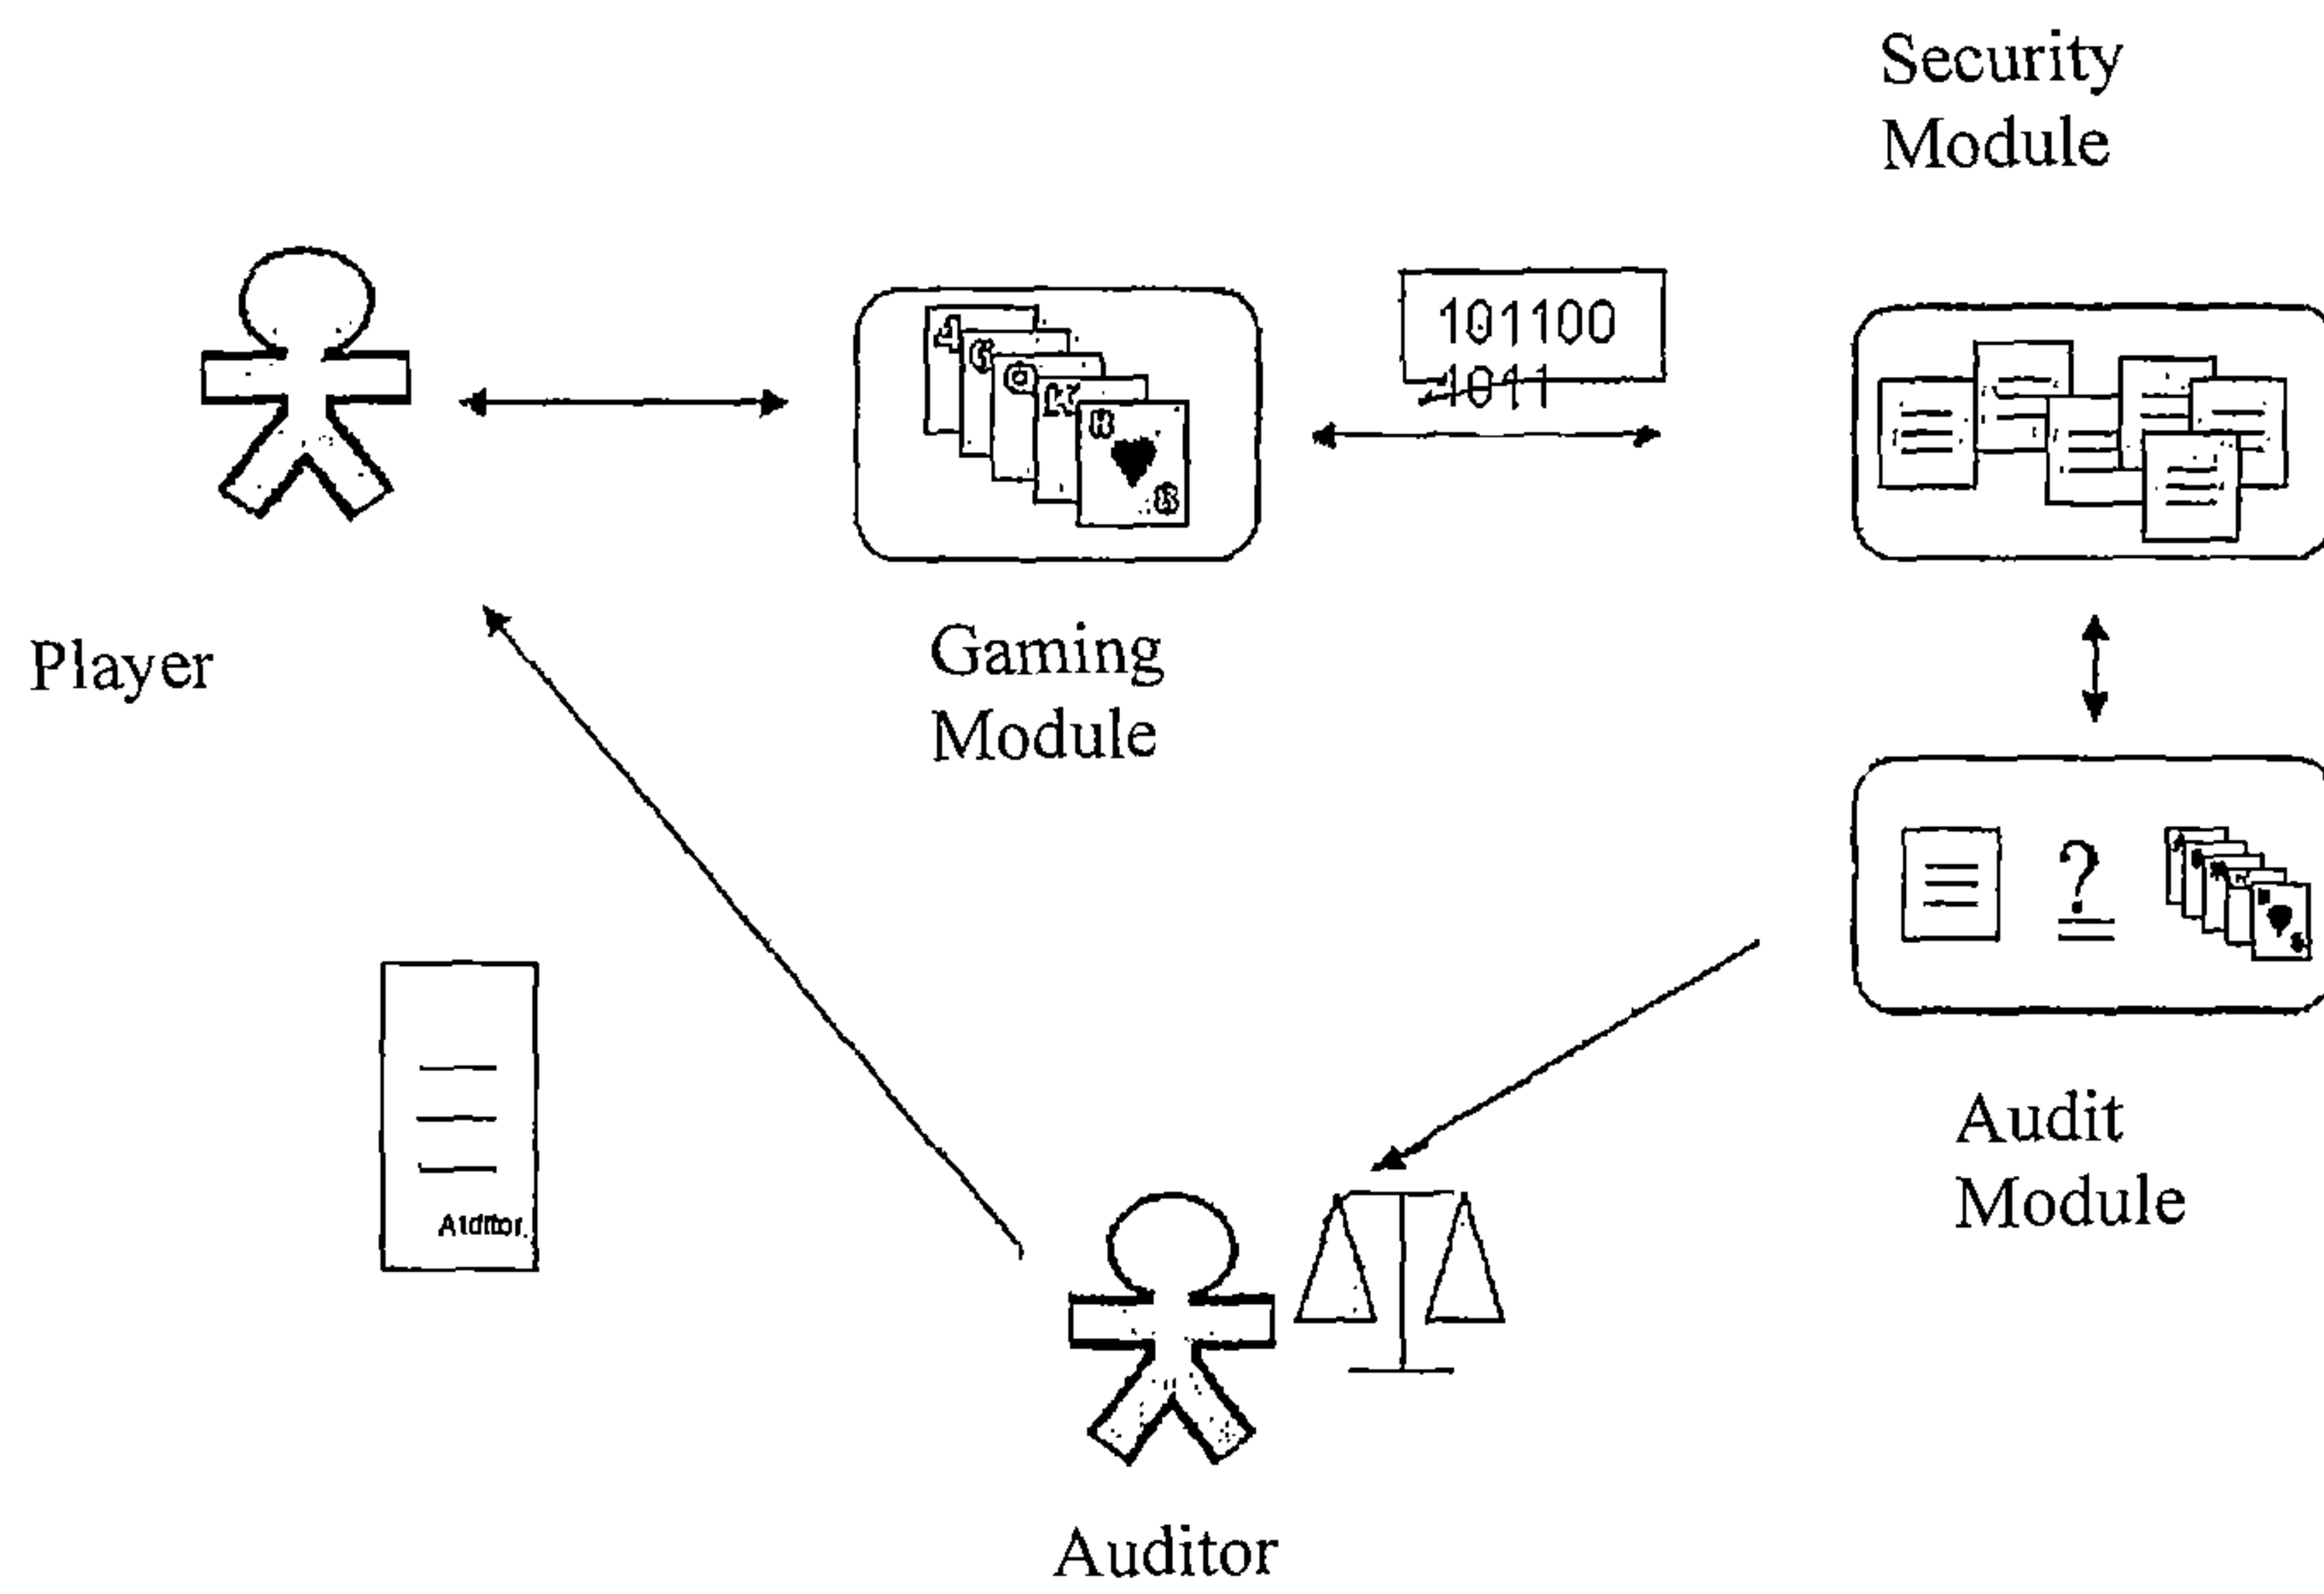 Security
Module
101100
1011
Player
Gaming
Module
?
Audit
Module
Auditor
Auditor